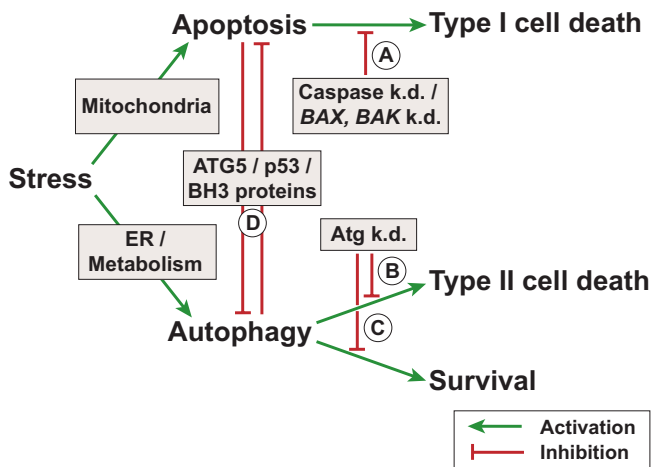 Apoptosis
Type I cell death
A
Mitochondria
Caspase k.d. /
BAX, BAK k.d.
Stress
ATG5 / p53 /
BH3 proteins
D
ER /
Metabolism
Atg k.d.
B
Type II cell death
C
Autophagy
Survival
Activation
Inhibition